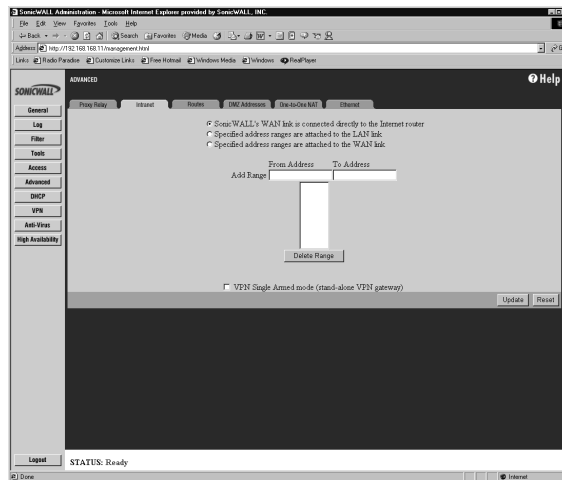 SonicWALL Administration - Microsoft Internet Explorer provided by SonicWALL, INC.
File Edit View Favorites Tools Help
Back Search Favorites Media
Address http://192.168.168.11/management.html
Links Radio Paradise Customize Links Free Hotmail Windows Media Windows RealPlayer
SONICWALL
ADVANCED
Help
Proxy Relay Intranet Routes DMZ Addresses One-to-One NAT Ethernet
General
Log
Filter
Tools
Access
Advanced
DHCP
VPN
Anti-Virus
High Availability
SonicWALL's WAN link is connected directly to the Internet router
Specified address ranges are attached to the LAN link
Specified address ranges are attached to the WAN link
From Address To Address
Add Range
Delete Range
VPN Single Armed mode (stand-alone VPN gateway)
Update Reset
Logout
STATUS: Ready
Done Internet